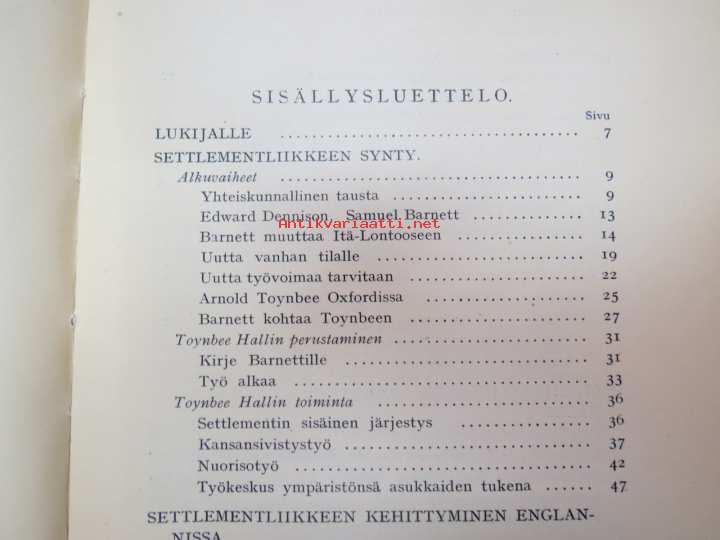 SISÄLLYSLUETTELO.
Sivu
LUKIJALLE ..................................... 7
SETTLEMENTLIIKKEEN SYNTY.
Alkuvaiheet ..................................... 9
Yhteiskunnallinen tausta ....................... 9
Edward Dennison, Samuel Barnett .............. 13
Antikvariaatti.net
Barnett muuttaa Itä-Lontooseen ................ 14
Uutta vanhan tilalle ......................... 19
Uutta työvoimaa tarvitaan ..................... 22
Arnold Toynbee Oxfordissa .................... 25
Barnett kohtaa Toynbeen ...................... 27
Toynbee Hallin perustaminen ..................... 31
Kirje Barnettille ............................. 31
Työ alkaa .................................... 33
Toynbee Hallin toiminta ........................ 36
Settlementin sisäinen järjestys ................ 36
Kansansivistystyö ............................. 37
Nuorisotyö ................................... 42
Työkeskus ympäristönsä asukkaiden tukena ...... 47
SETTLEMENTLIIKKEEN KEHITTYMINEN ENGLAN-
NISSA